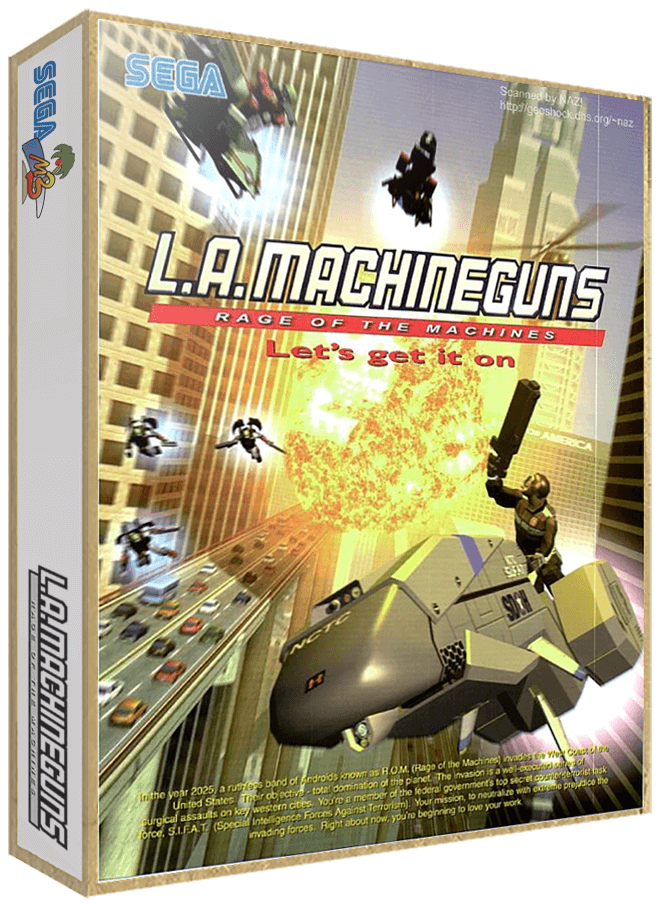 SEGA
Scanned by NAZ!
http://geoshock.dhs.org/~naz
L.A.MACHINEGUNS
RAGE OF THE MACHINES
Let's get it on
AMERICA
NCTC
In the year 2025, a ruthless band of Androids known as R.O.M. (Rage of the Machines) invades the West Coast of the
United States. Their objective - total domination of the planet. The invasion is a well-executed series of
surgical assaults on key western cities. You're a member of the federal government's top secret counter-terrorist task
force, S.I.F.A.T. (Special Intelligence Forces Against Terrorism). Your mission, to neutralize with extreme prejudice the
invading forces. Right about now, you're beginning to love your work.
SEGA
L.A.MACHINEGUNS
RAGE OF THE MACHINES